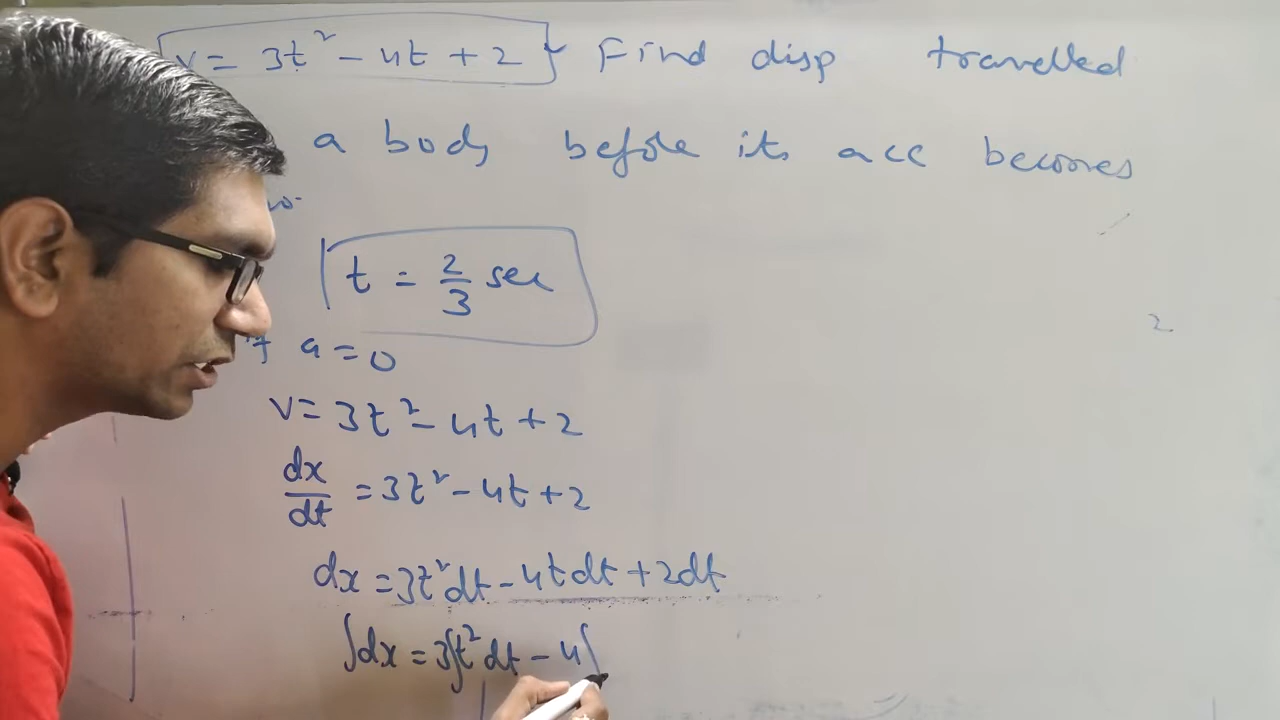 v = 3t² - 4t + 2 } Find disp travelled
a body before its acc becomes
t = 2/3 sec
a = 0
v = 3t² - 4t + 2
dx/dt = 3t² - 4t + 2
dx = 3t² dt - 4t dt + 2dt
∫dx = 3∫t² dt - 4∫
2